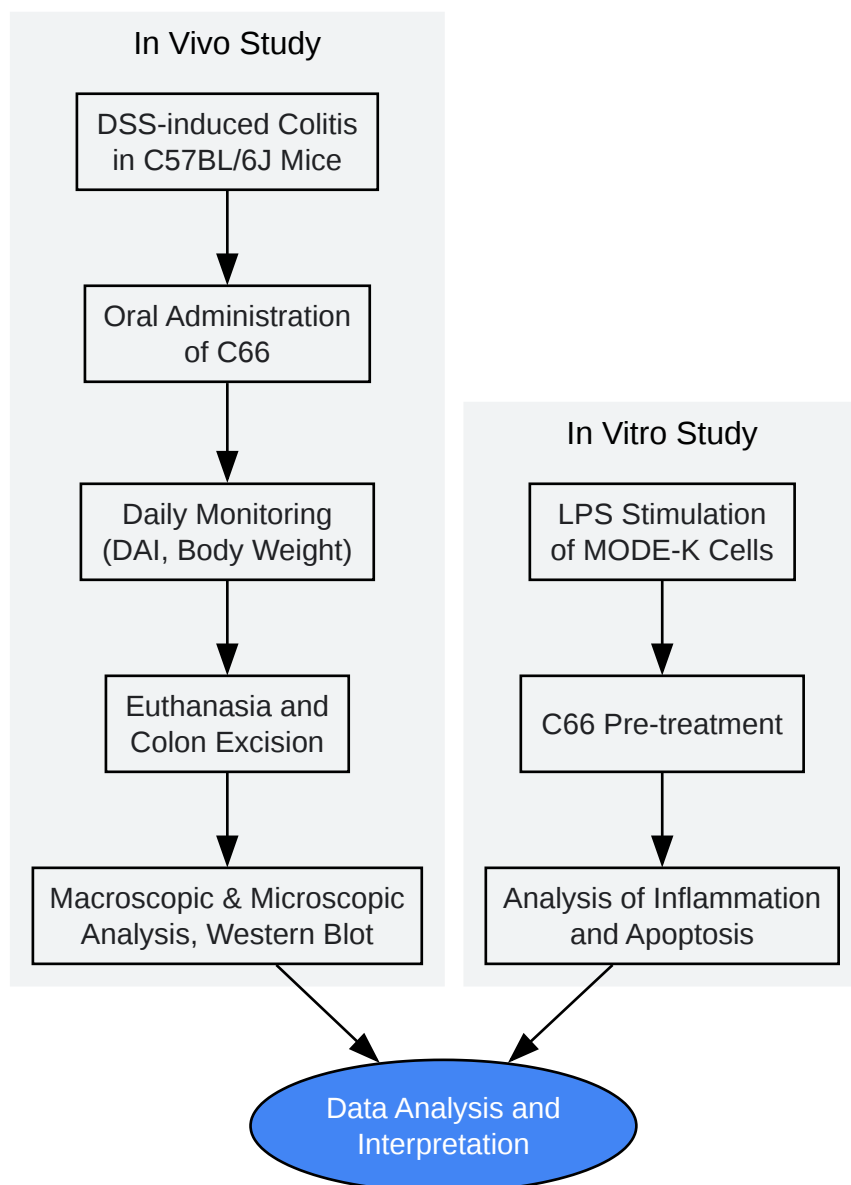 In Vivo Study
DSS-induced Colitis
in C57BL/6J Mice
Oral Administration
of C66
Daily Monitoring
(DAI, Body Weight)
Euthanasia and
Colon Excision
Macroscopic & Microscopic
Analysis, Western Blot
In Vitro Study
LPS Stimulation
of MODE-K Cells
C66 Pre-treatment
Analysis of Inflammation
and Apoptosis
Data Analysis and
Interpretation